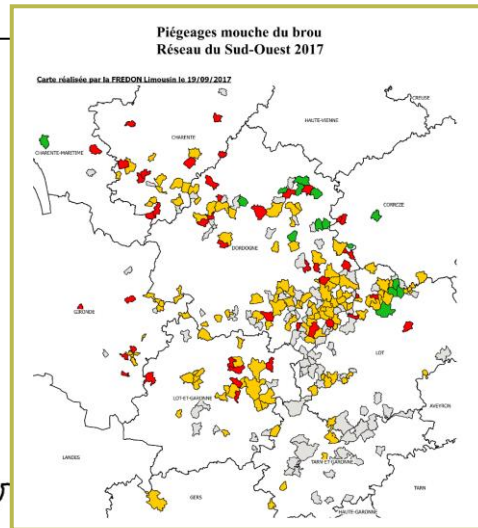 Piégeages mouche du brou
Réseau du Sud-Ouest 2017
Carte réalisée par la FREDON Limousin le 19/09/2017
CREUSE
HAUTE-VIENNE
CHARENTE
CHARENTE-MARITIME
CORREZE
DORDOGNE
GIRONDE
LOT
LOT-ET-GARONNE
AVEYRON
LANDES
TARN-ET-GARONNE
TARN
GERS
HAUTE-GARONNE